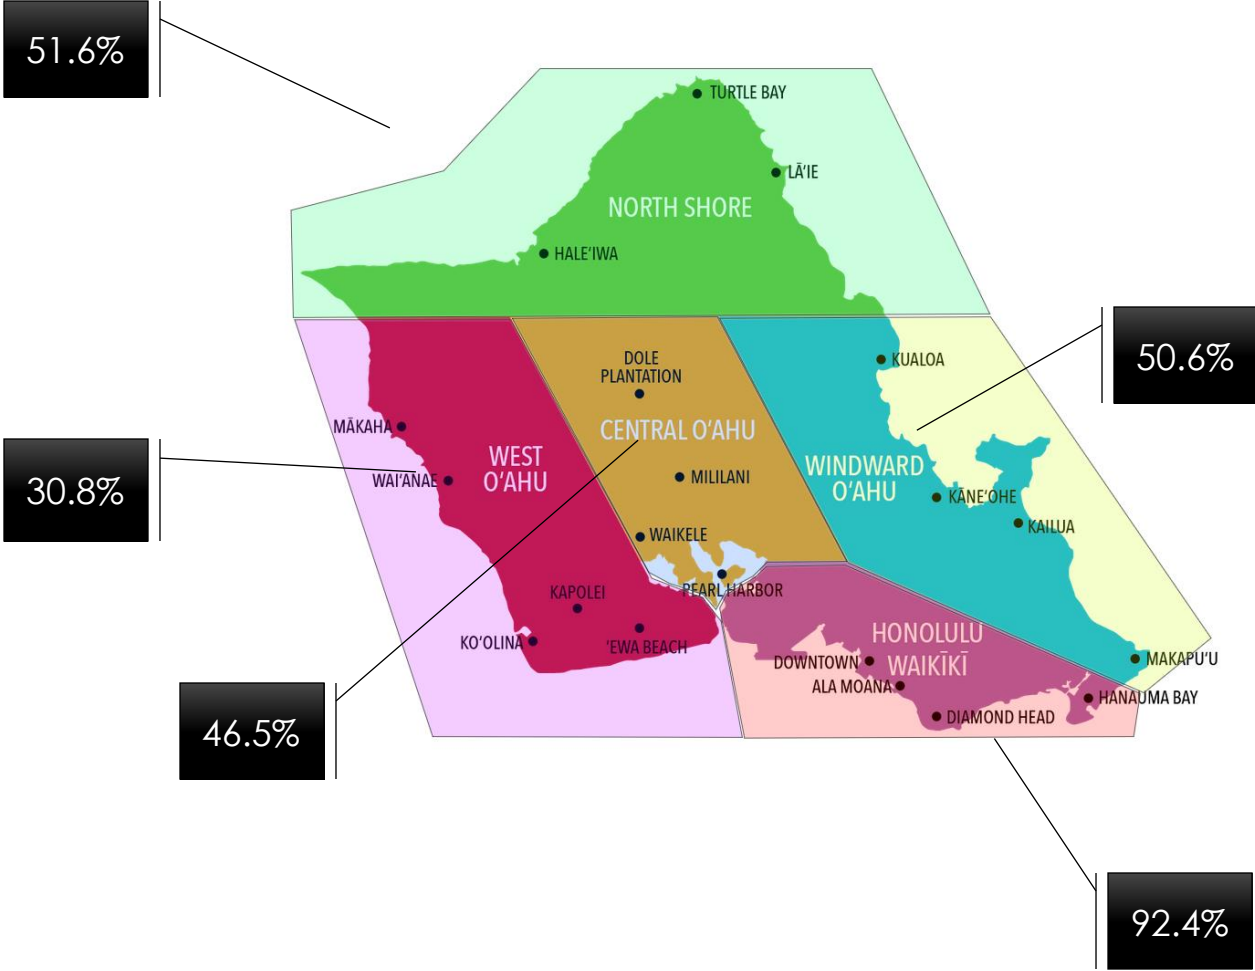 51.6%
TURTLE BAY
LĀ‘IE
NORTH SHORE
HALE‘IWA
KUALOA
50.6%
DOLE
PLANTATION
MĀKAHA
CENTRAL O‘AHU
30.8%
WAI‘ANAE
WEST
O‘AHU
MILILANI
WINDWARD
O‘AHU
KĀNE‘OHE
KAILUA
WAIKELE
PEARL HARBOR
KAPOLEI
KO‘OLINA
‘EWA BEACH
HONOLULU
WAIKĪKĪ
DOWNTOWN
ALA MOANA
DIAMOND HEAD
MAKAPU‘U
HANAUMA BAY
46.5%
92.4%